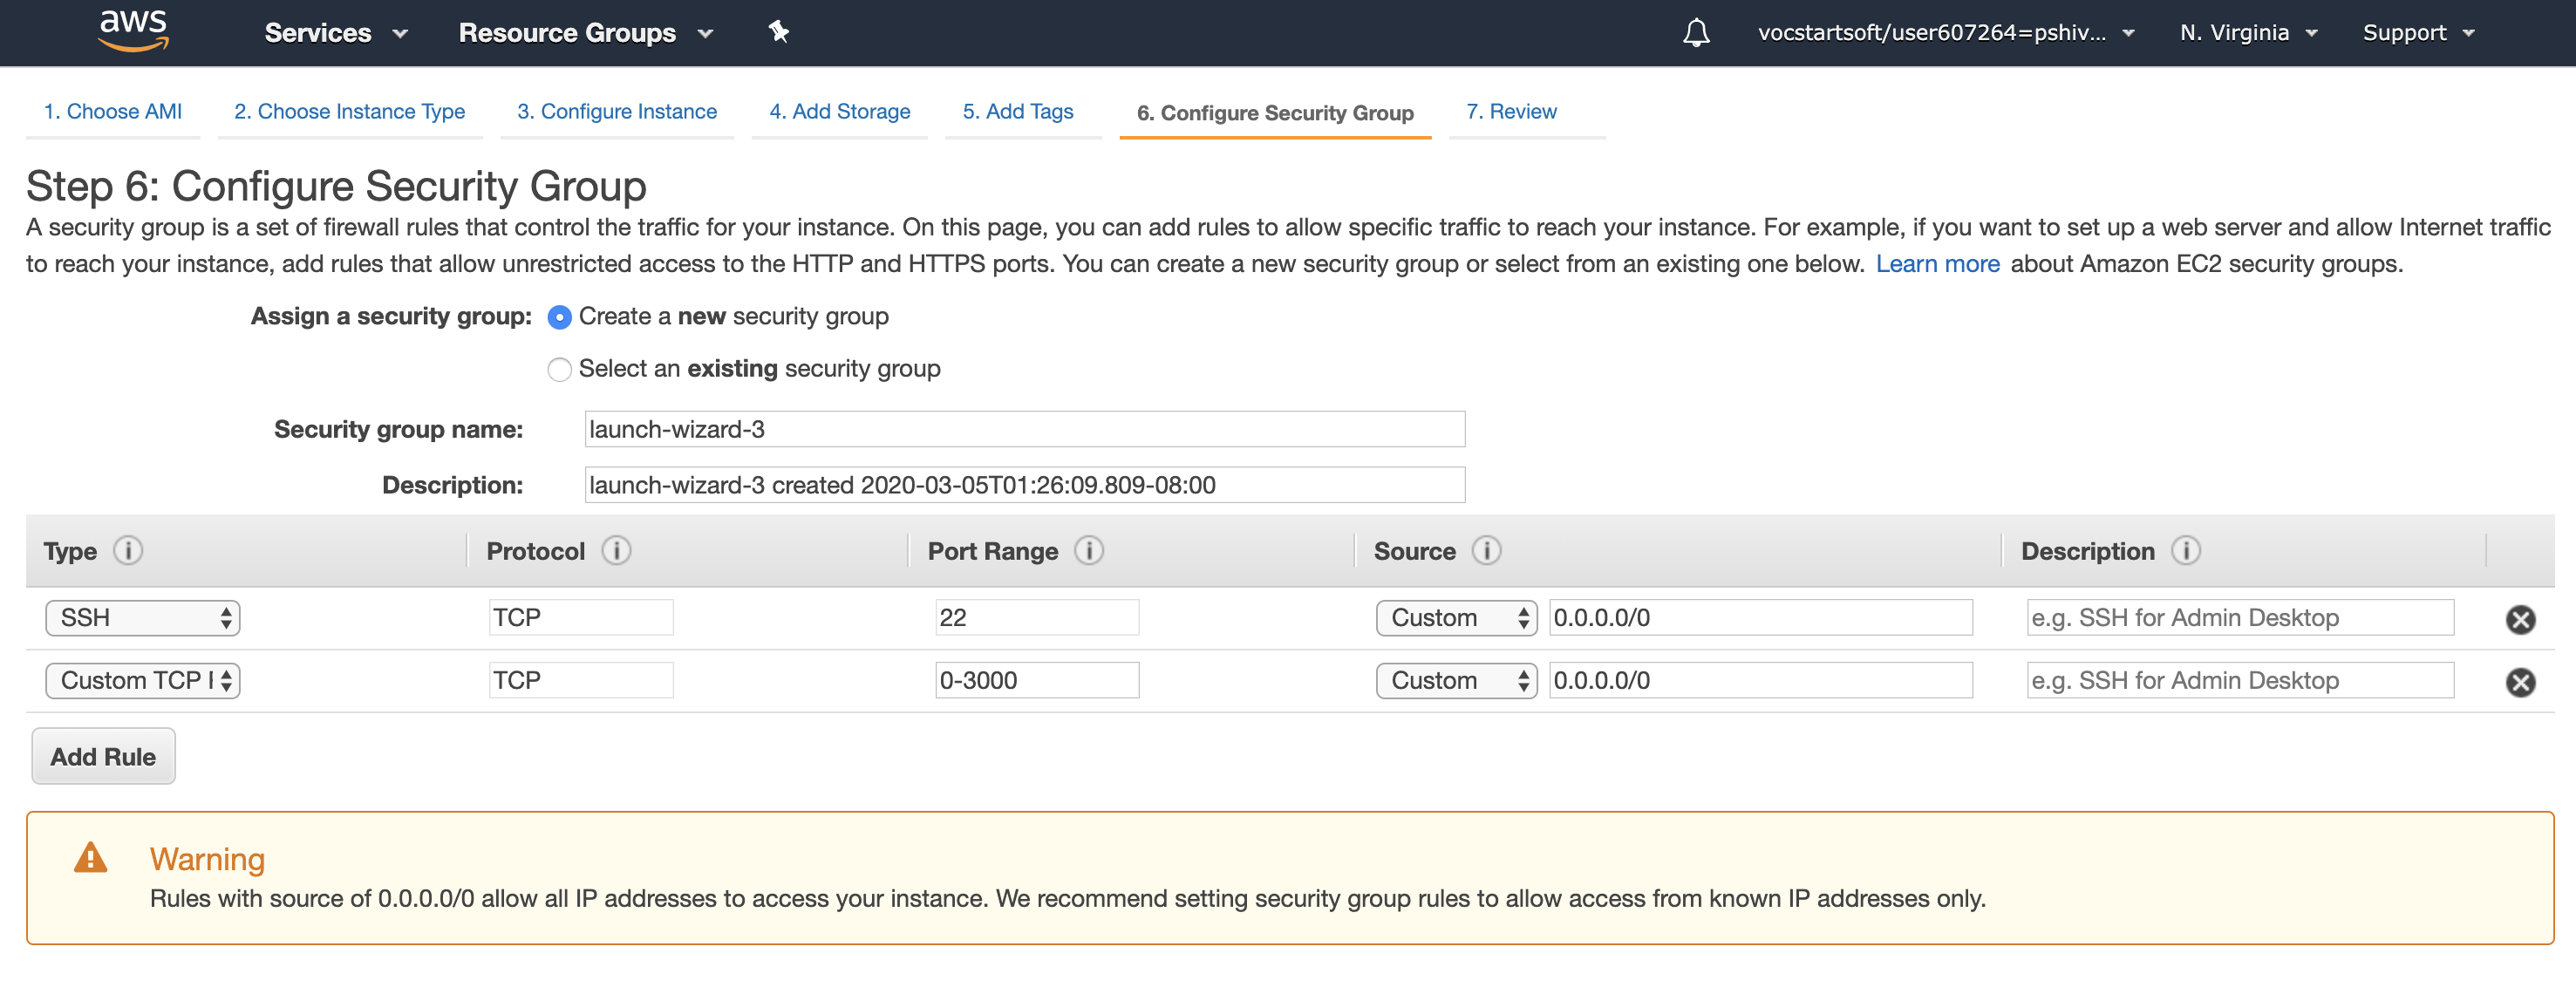 aws Services Resource Groups vocstartsoft/user607264=pshiv... N. Virginia Support
1. Choose AMI 2. Choose Instance Type 3. Configure Instance 4. Add Storage 5. Add Tags 6. Configure Security Group 7. Review
Step 6: Configure Security Group
A security group is a set of firewall rules that control the traffic for your instance. On this page, you can add rules to allow specific traffic to reach your instance. For example, if you want to set up a web server and allow Internet traffic
to reach your instance, add rules that allow unrestricted access to the HTTP and HTTPS ports. You can create a new security group or select from an existing one below. Learn more about Amazon EC2 security groups.
Assign a security group: Create a new security group
Select an existing security group
Security group name: launch-wizard-3
Description: launch-wizard-3 created 2020-03-05T01:26:09.809-08:00
Type i Protocol i Port Range i Source i Description i
SSH TCP 22 Custom 0.0.0.0/0 e.g. SSH for Admin Desktop
Custom TCP TCP 0-3000 Custom 0.0.0.0/0 e.g. SSH for Admin Desktop
Add Rule
Warning
Rules with source of 0.0.0.0/0 allow all IP addresses to access your instance. We recommend setting security group rules to allow access from known IP addresses only.